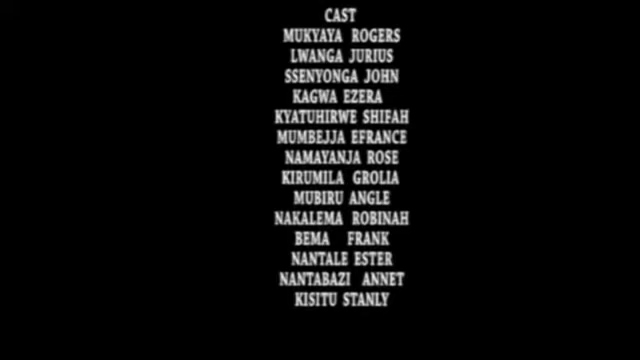 CAST
MUKYAYA ROGERS
LWANGA JURIUS
SSENYONGA JOHN
KAGWA EZERA
KYATUHIRWE SHIFAH
MUMBEJJA EFRANCE
NAMAYANJA ROSE
KIRUMILA GROLIA
MUBIRU ANGLE
NAKALEMA ROBINAH
BEMA FRANK
NANTALE ESTER
NANTABAZI ANNET
KISITU STANLY